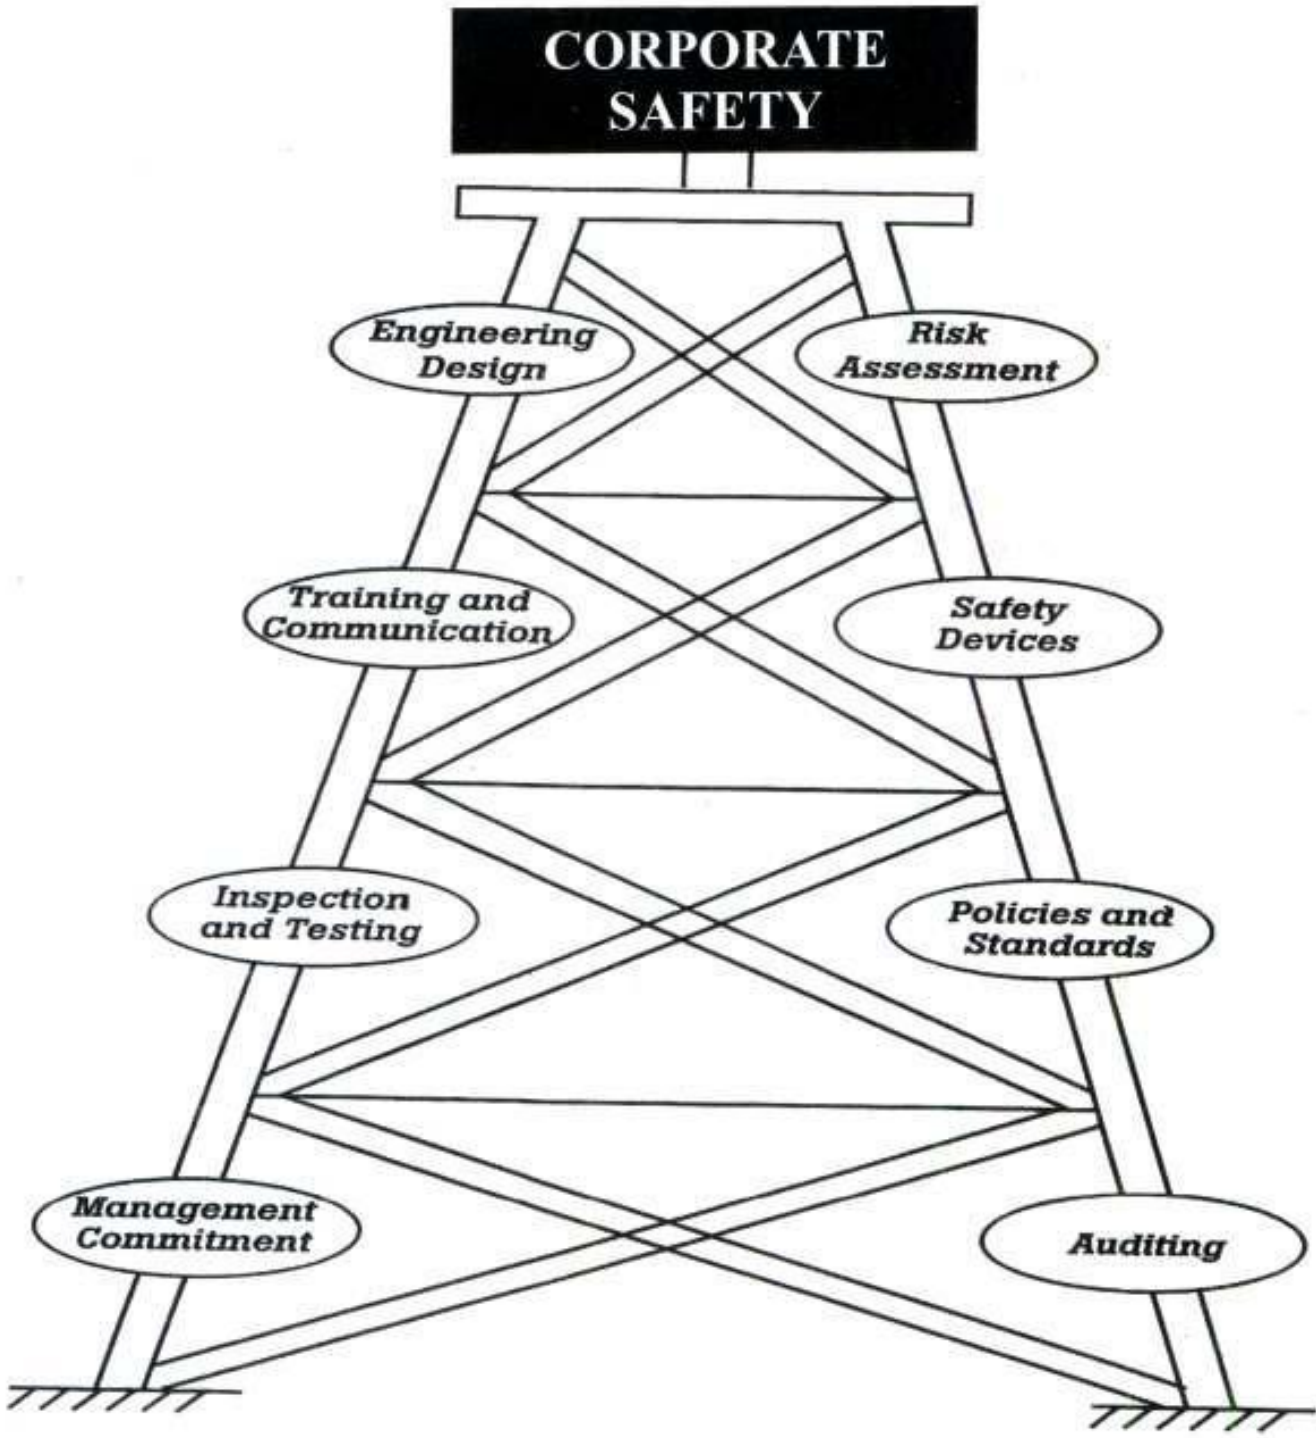 CORPORATE
SAFETY
Engineering
Design
Risk
Assessment
Training and
Communication
Safety
Devices
Inspection
and Testing
Policies and
Standards
Management
Commitment
Auditing